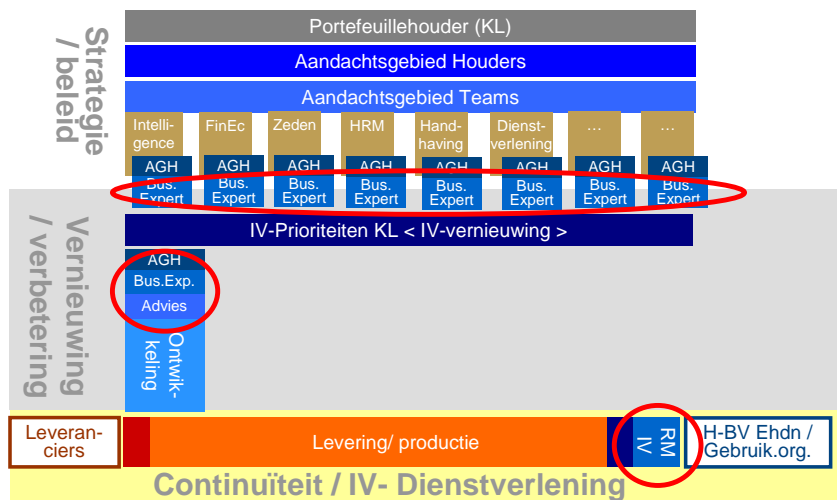 Strategie
/ beleid
Portefeuillehouder (KL)
Aandachtsgebied Houders
Aandachtsgebied Teams
Intelli-
gence
FinEc
Zeden
HRM
Hand-
having
Dienst-
verlening
...
...
AGH
AGH
AGH
AGH
AGH
AGH
AGH
AGH
Bus.
Expert
Bus.
Expert
Bus.
Expert
Bus.
Expert
Bus.
Expert
Bus.
Expert
Bus.
Expert
Bus.
Expert
Vernieuwing
/ verbetering
IV-Prioriteiten KL < IV-vernieuwing >
AGH
Bus.Exp.
Advies
Ontwik-
keling
Leveran-
ciers
Levering/ productie
RM
IV
H-BV Ehdn /
Gebruik.org.
Continuïteit / IV- Dienstverlening